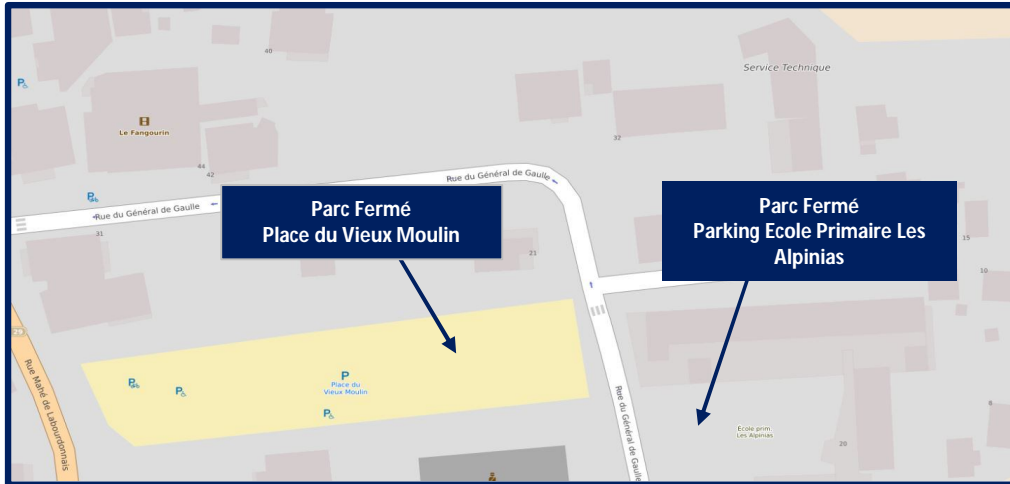 40
Service Technique
P
Le Fangourin
32
44
42
Rue du Général de Gaulle
P
Rue du Général de Gaulle
31
Parc Fermé
Place du Vieux Moulin
21
Parc Fermé
Parking Ecole Primaire Les
Alpinias
15
10
29
Rue Mahé de Labourdonnais
P
P
P
Place du
Vieux Moulin
P
Rue du Général de Gaulle
Ecole prim.
Les Alpinias
8
20